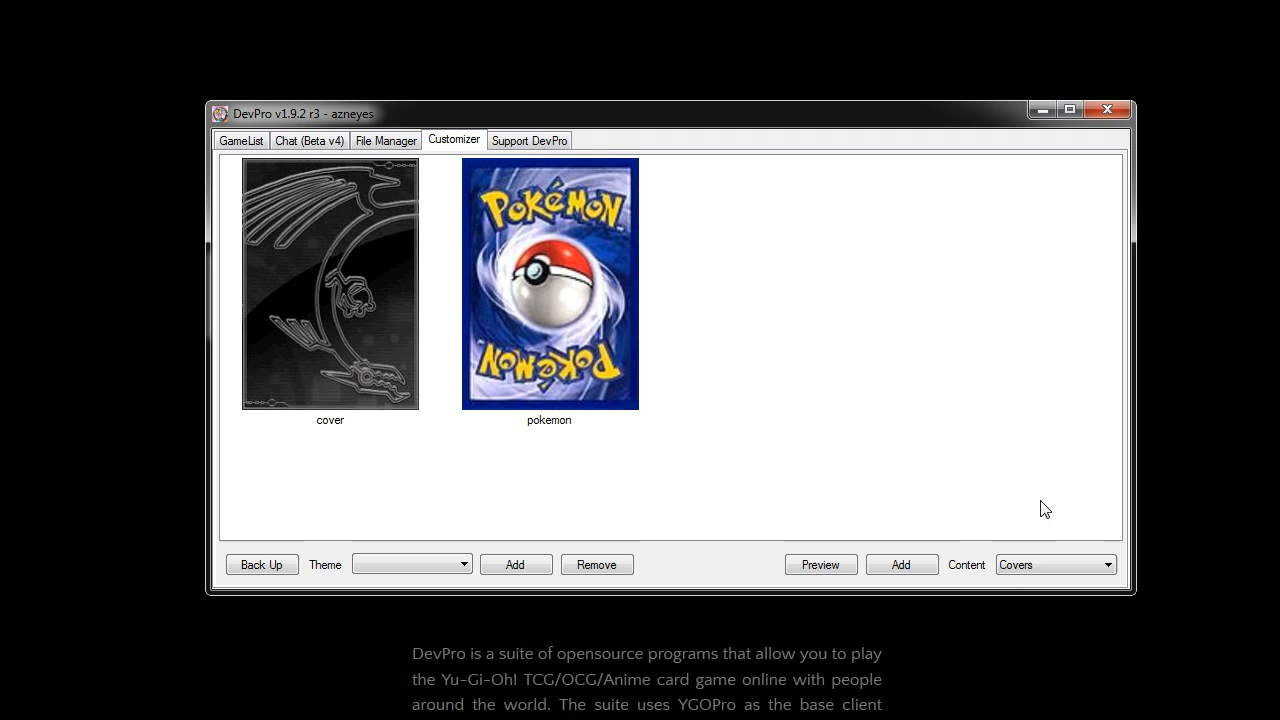 DevPro v1.9.2 r3 - azneyes
GameList Chat (Beta v4) File Manager Customizer Support DevPro
POKéMON
POKéMON
cover pokemon
Back Up Theme Add Remove Preview Add Content Covers
DevPro is a suite of opensource programs that allow you to play
the Yu-Gi-Oh! TCG/OCG/Anime card game online with people
around the world. The suite uses YGOPro as the base client